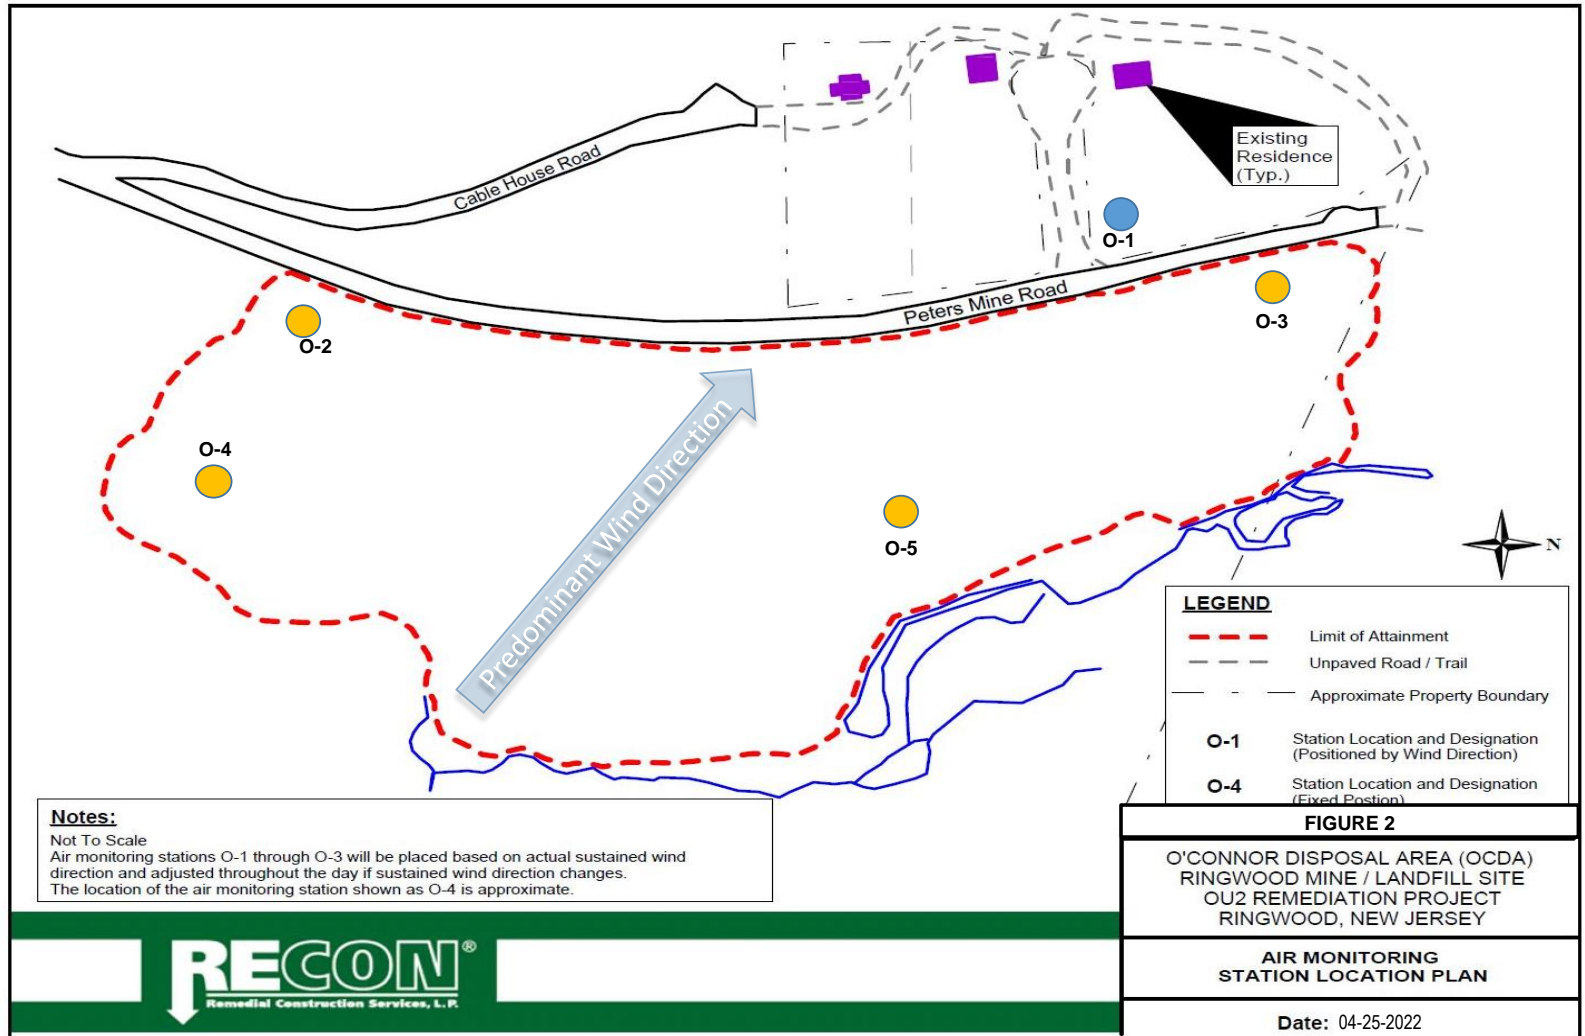 Cable House Road
Existing
Residence
(Typ.)
O-1
Peters Mine Road
O-3
O-2
O-4
Predominant Wind Direction
O-5
N
LEGEND
Limit of Attainment
Unpaved Road / Trail
Approximate Property Boundary
O-1 Station Location and Designation
(Positioned by Wind Direction)
O-4 Station Location and Designation
(Fixed Postion)
Notes:
Not To Scale
Air monitoring stations O-1 through O-3 will be placed based on actual sustained wind
direction and adjusted throughout the day if sustained wind direction changes.
The location of the air monitoring station shown as O-4 is approximate.
FIGURE 2
O'CONNOR DISPOSAL AREA (OCDA)
RINGWOOD MINE / LANDFILL SITE
OU2 REMEDIATION PROJECT
RINGWOOD, NEW JERSEY
AIR MONITORING
STATION LOCATION PLAN
Date: 04-25-2022
RECON®
Remedial Construction Services, L.P.